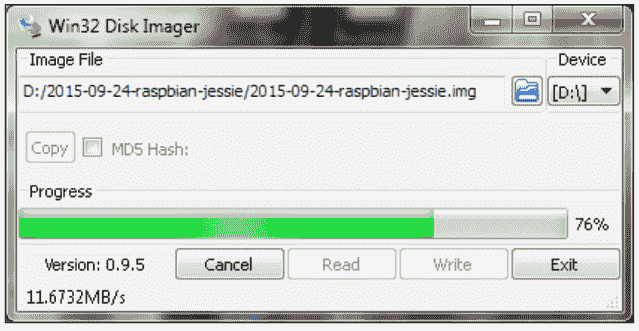 Win32 Disk Imager
Image File
Device
D:/2015-09-24-raspbian-jessie/2015-09-24-raspbian-jessie.img
[D:\]
Copy
MD5 Hash:
Progress
76%
Version: 0.9.5
Cancel
Read
Write
Exit
11.6732MB/s